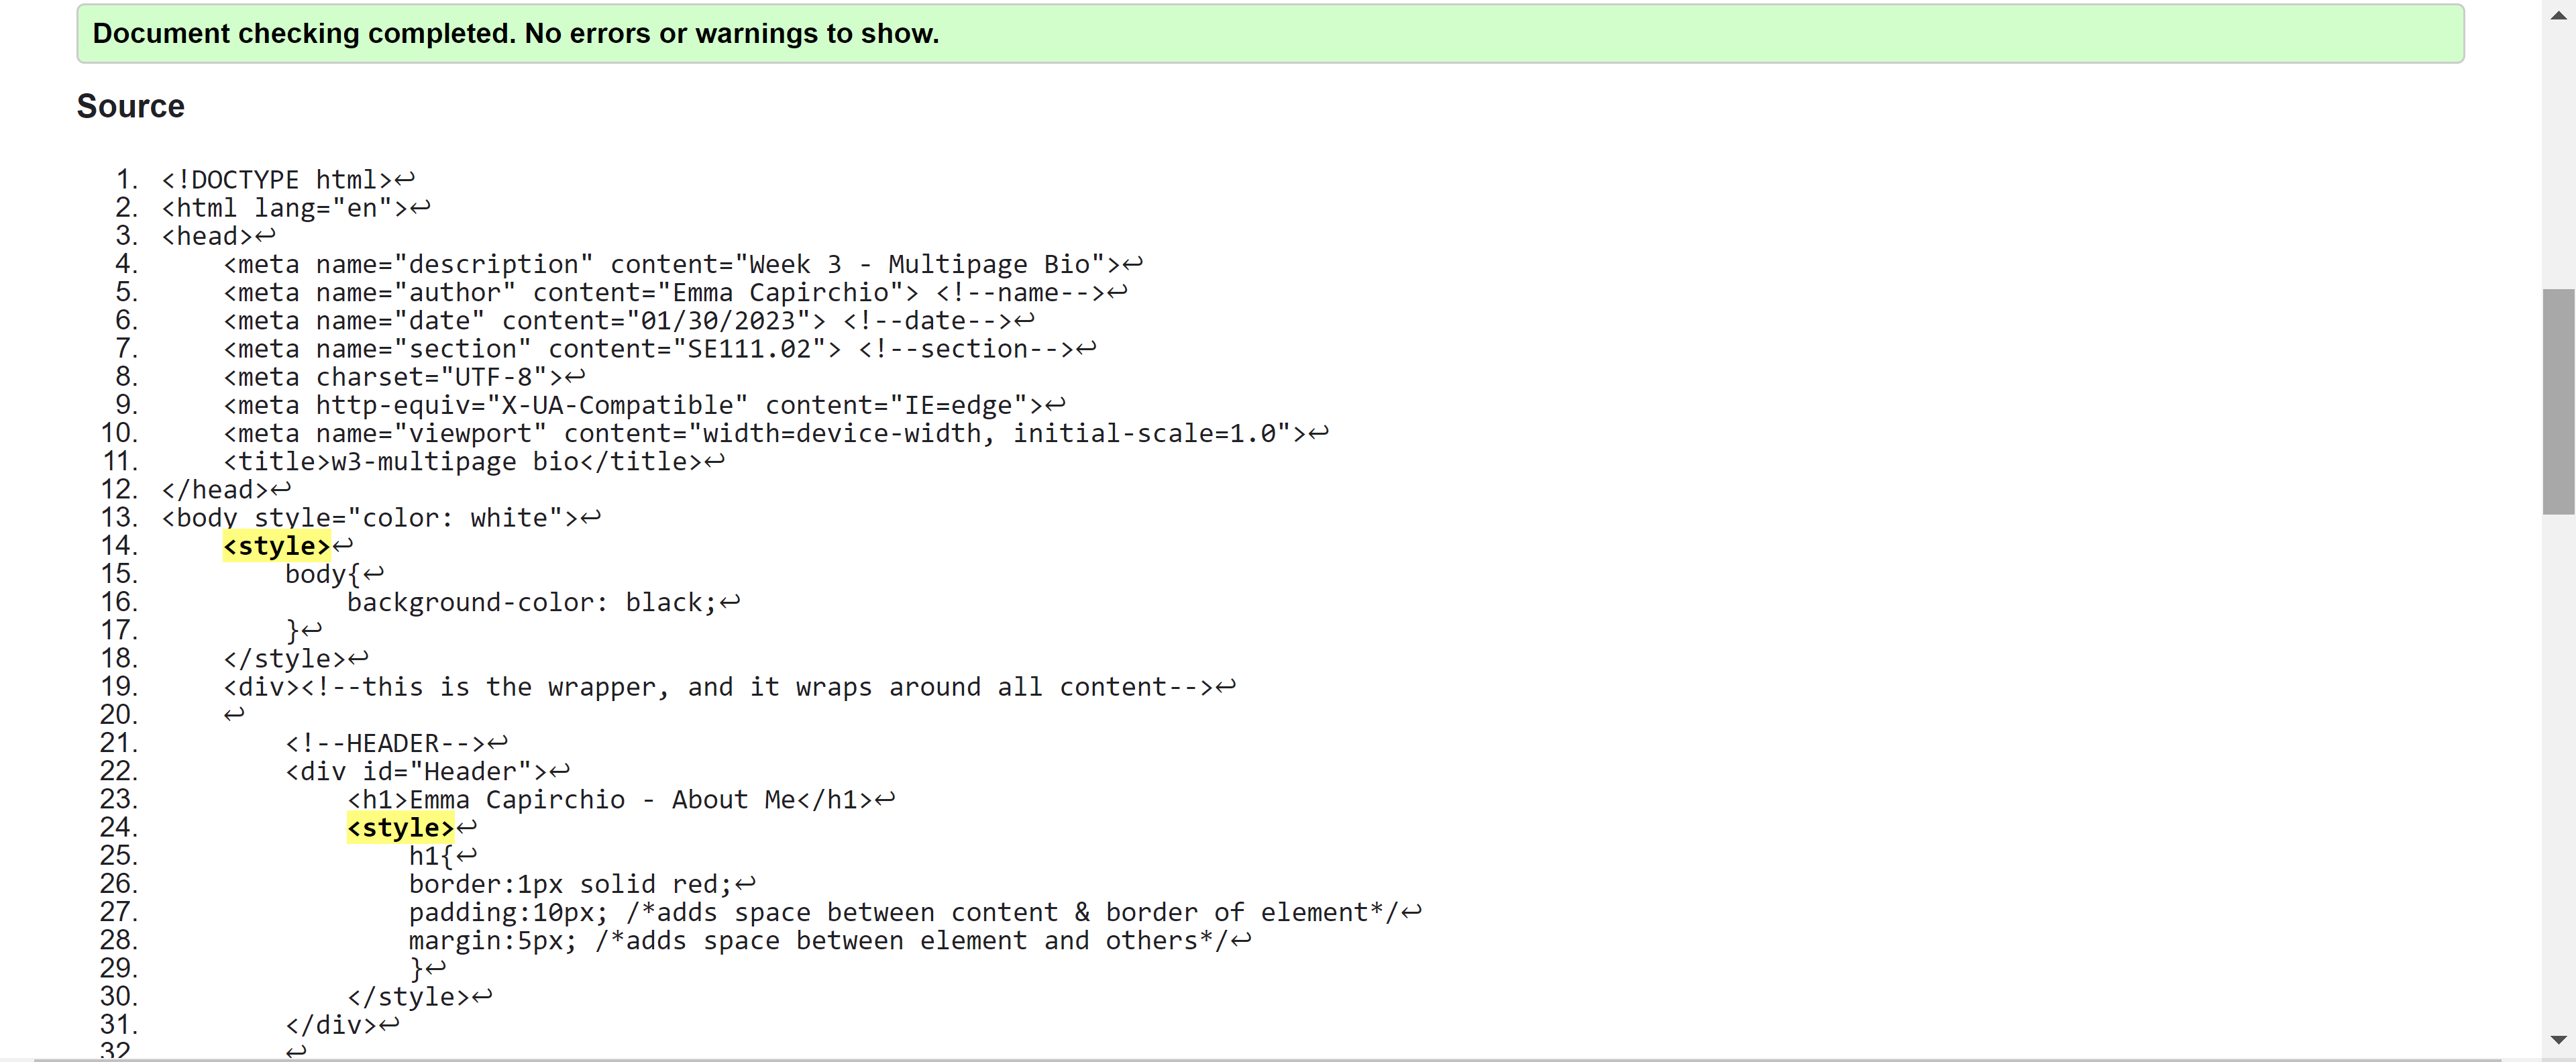 Document checking completed. No errors or warnings to show.
Source
1. <!DOCTYPE html>↩
2. <html lang="en">↩
3. <head>↩
4.     <meta name="description" content="Week 3 - Multipage Bio">↩
5.     <meta name="author" content="Emma Capirchio"> <!--name-->↩
6.     <meta name="date" content="01/30/2023"> <!--date-->↩
7.     <meta name="section" content="SE111.02"> <!--section-->↩
8.     <meta charset="UTF-8">↩
9.     <meta http-equiv="X-UA-Compatible" content="IE=edge">↩
10.     <meta name="viewport" content="width=device-width, initial-scale=1.0">↩
11.     <title>w3-multipage bio</title>↩
12. </head>↩
13. <body style="color: white">↩
14.     <style>↩
15.         body{↩
16.             background-color: black;↩
17.         }↩
18.     </style>↩
19.     <div><!--this is the wrapper, and it wraps around all content-->↩
20.     ↩
21.         <!--HEADER-->↩
22.         <div id="Header">↩
23.             <h1>Emma Capirchio - About Me</h1>↩
24.             <style>↩
25.                 h1{↩
26.                 border:1px solid red;↩
27.                 padding:10px; /*adds space between content & border of element*/↩
28.                 margin:5px; /*adds space between element and others*/↩
29.                 }↩
30.             </style>↩
31.         </div>↩
32.         ↩